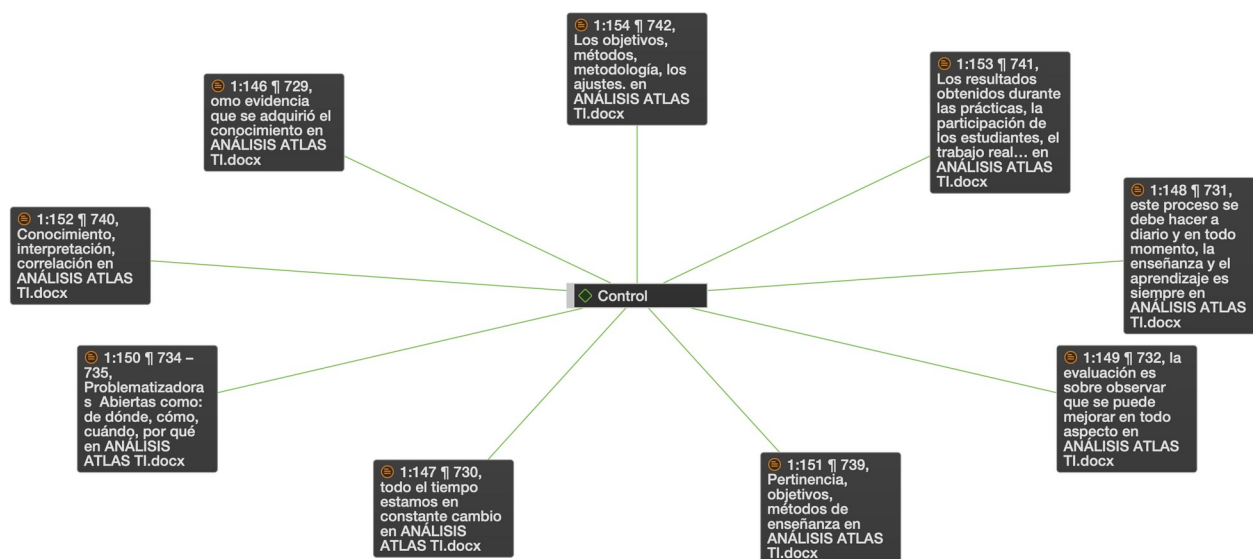 1:154 ¶ 742,
Los objetivos,
métodos,
metodología, los
ajustes. en
ANÁLISIS ATLAS
TI.docx
1:146 ¶ 729,
omo evidencia
que se adquirió el
conocimiento en
ANÁLISIS ATLAS
TI.docx
1:153 ¶ 741,
Los resultados
obtenidos durante
las prácticas, la
participación de
los estudiantes, el
trabajo real... en
ANÁLISIS ATLAS
TI.docx
1:152 ¶ 740,
Conocimiento,
interpretación,
correlación en
ANÁLISIS ATLAS
TI.docx
1:148 ¶ 731,
este proceso se
debe hacer a
diario y en todo
momento, la
enseñanza y el
aprendizaje es
siempre en
ANÁLISIS ATLAS
TI.docx
Control
1:150 ¶ 734 –
735,
Problematizadora
s Abiertas como:
de dónde, cómo,
cuándo, por qué
en ANÁLISIS
ATLAS TI.docx
1:149 ¶ 732, la
evaluación es
sobre observar
que se puede
mejorar en todo
aspecto en
ANÁLISIS ATLAS
TI.docx
1:147 ¶ 730,
todo el tiempo
estamos en
constante cambio
en ANÁLISIS
ATLAS TI.docx
1:151 ¶ 739,
Pertinencia,
objetivos,
métodos de
enseñanza en
ANÁLISIS ATLAS
TI.docx